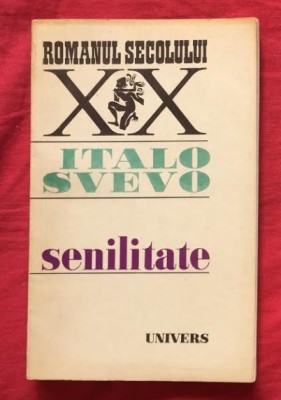 ROMANUL SECOLULUI
XX
ITALO
SVEVO
senilitate
UNIVERS